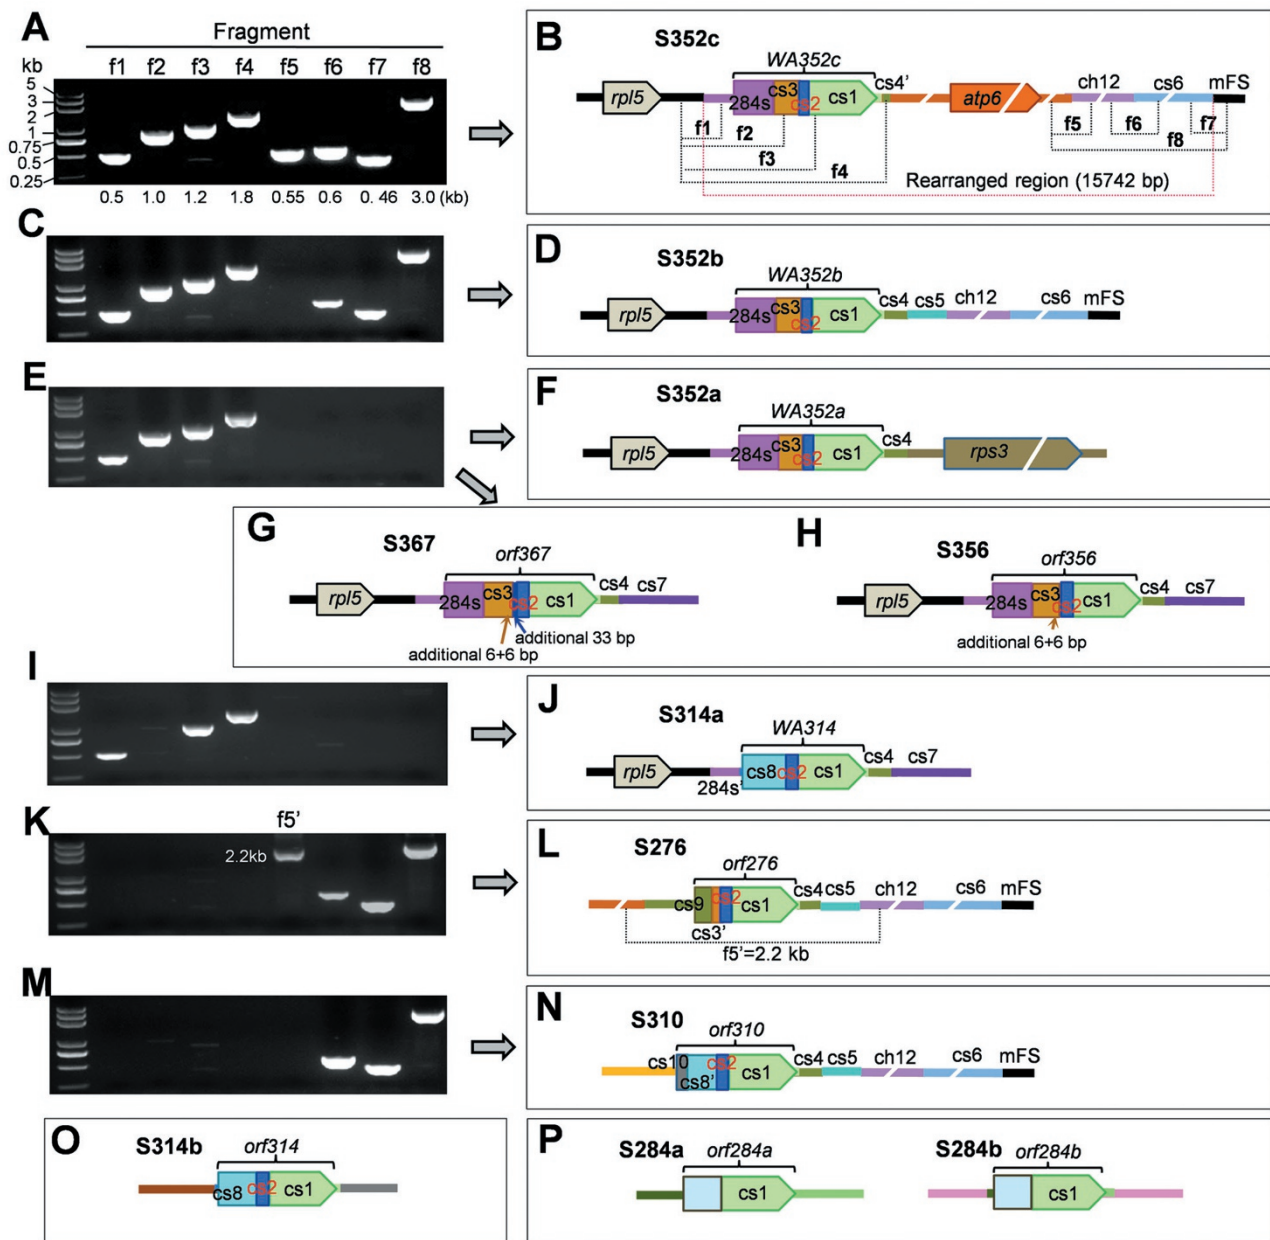 A
Fragment
kb f1 f2 f3 f4 f5 f6 f7 f8
5
3
2
1
0.75
0.5
0.25
0.5 1.0 1.2 1.8 0.55 0.6 0. 46 3.0 (kb)
B
S352c
WA352c
rpl5 284s cs3 cs2 cs1 cs4' atp6 ch12 cs6 mFS
f1 f2 f3 f4 f5 f6 f7 f8
Rearranged region (15742 bp)
C
D
S352b
WA352b
rpl5 284s cs3 cs2 cs1 cs4 cs5 ch12 cs6 mFS
E
F
S352a
WA352a
rpl5 284s cs3 cs2 cs1 cs4 rps3
G
S367
orf367
rpl5 284s cs3 cs2 cs1 cs4 cs7
additional 33 bp
additional 6+6 bp
H
S356
orf356
rpl5 284s cs3 cs2 cs1 cs4 cs7
additional 6+6 bp
I
J
S314a
WA314
rpl5 284s' cs8 cs2 cs1 cs4 cs7
K
f5'
2.2kb
L
S276
orf276
cs9 cs3' cs2 cs1 cs4 cs5 ch12 cs6 mFS
f5'=2.2 kb
M
N
S310
orf310
cs10 cs8' cs2 cs1 cs4 cs5 ch12 cs6 mFS
O
S314b
orf314
cs8 cs2 cs1
P
S284a
orf284a
cs1
S284b
orf284b
cs1